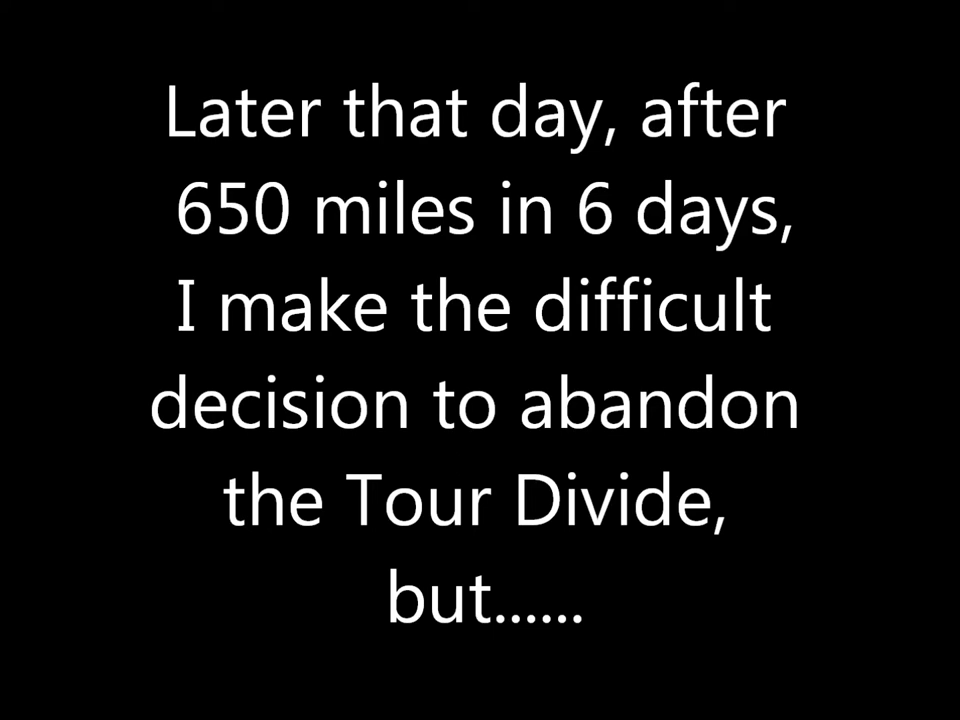 Later that day, after
650 miles in 6 days,
I make the difficult
decision to abandon
the Tour Divide,
but......